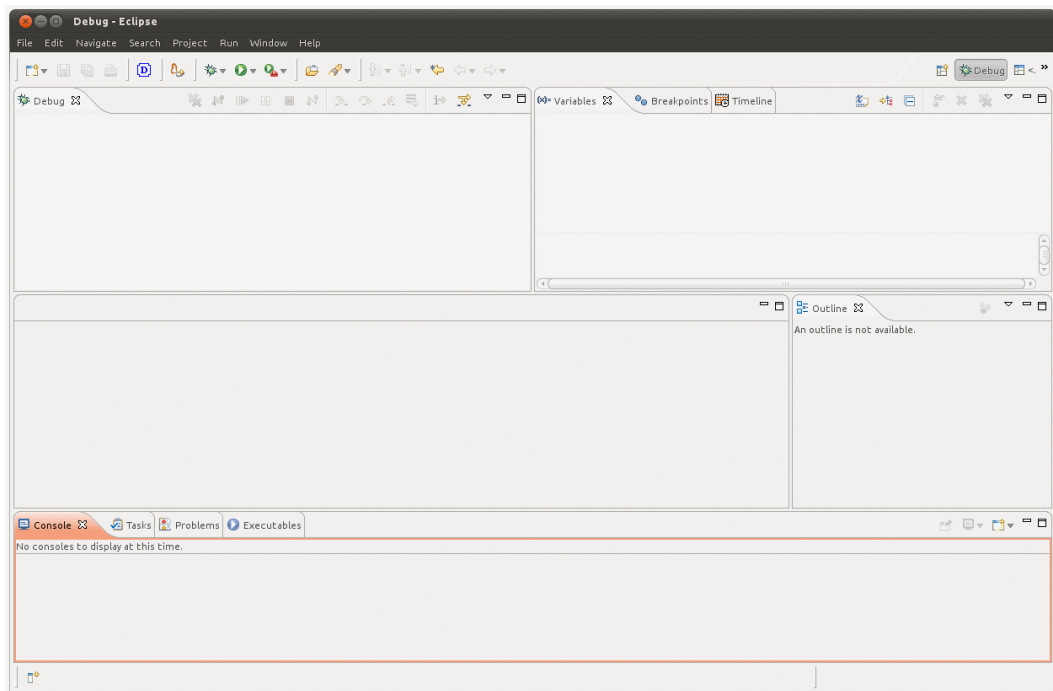 Debug - Eclipse
File Edit Navigate Search Project Run Window Help
D Debug <. »
Debug
(x)= Variables Breakpoints Timeline
Outline
An outline is not available.
Console Tasks Problems Executables
No consoles to display at this time.